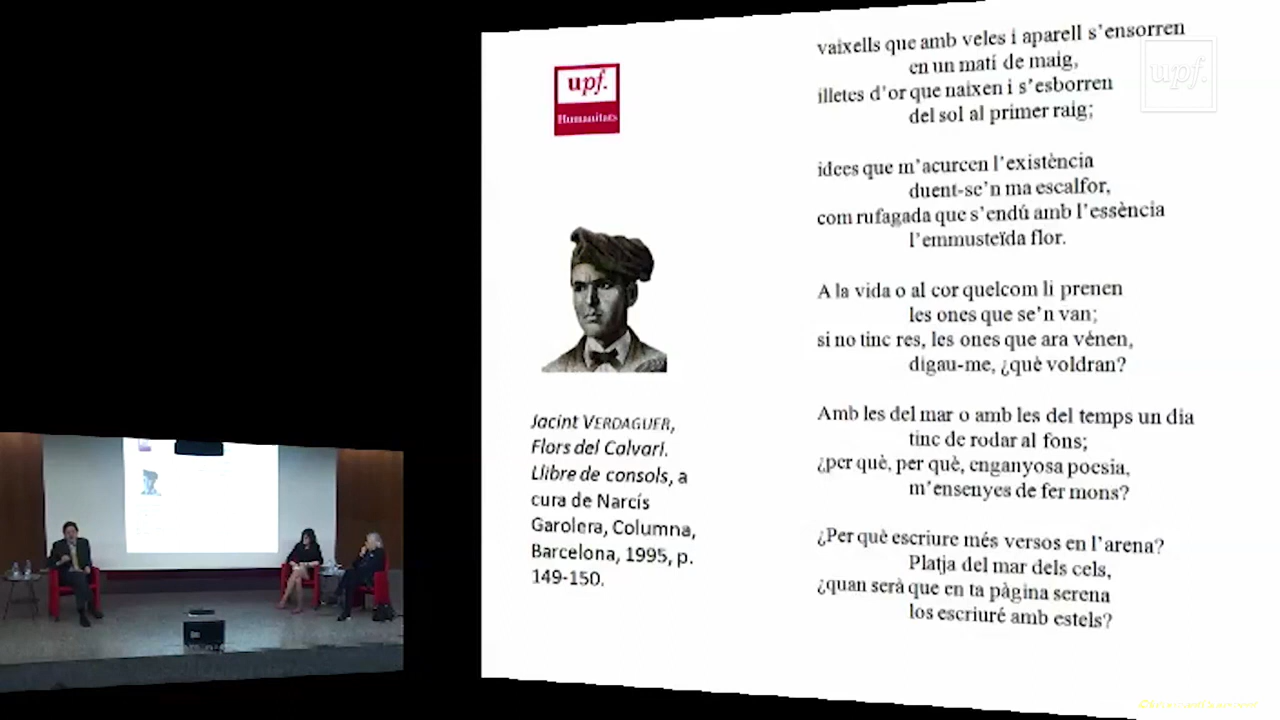 upf.
Humanitats
Jacint VERDAGUER,
Flors del Calvari.
Llibre de consols, a
cura de Narcís
Garolera, Columna,
Barcelona, 1995, p.
149-150.
vaixells que amb veles i aparell s’ensorren
en un matí de maig,
illetes d’or que naixen i s’esborren
del sol al primer raig;
idees que m’acurcen l’existència
duent-se’n ma escalfor,
com rufagada que s’endú amb l’essència
l’emmusteïda flor.
A la vida o al cor quelcom li prenen
les ones que se’n van;
si no tinc res, les ones que ara vénen,
digau-me, ¿què voldran?
Amb les del mar o amb les del temps un dia
tinc de rodar al fons;
¿per què, per què, enganyosa poesia,
m’ensenyes de fer mons?
¿Per què escriure més versos en l’arena?
Platja del mar dels cels,
¿quan serà que en ta pàgina serena
los escriuré amb estels?
upf.